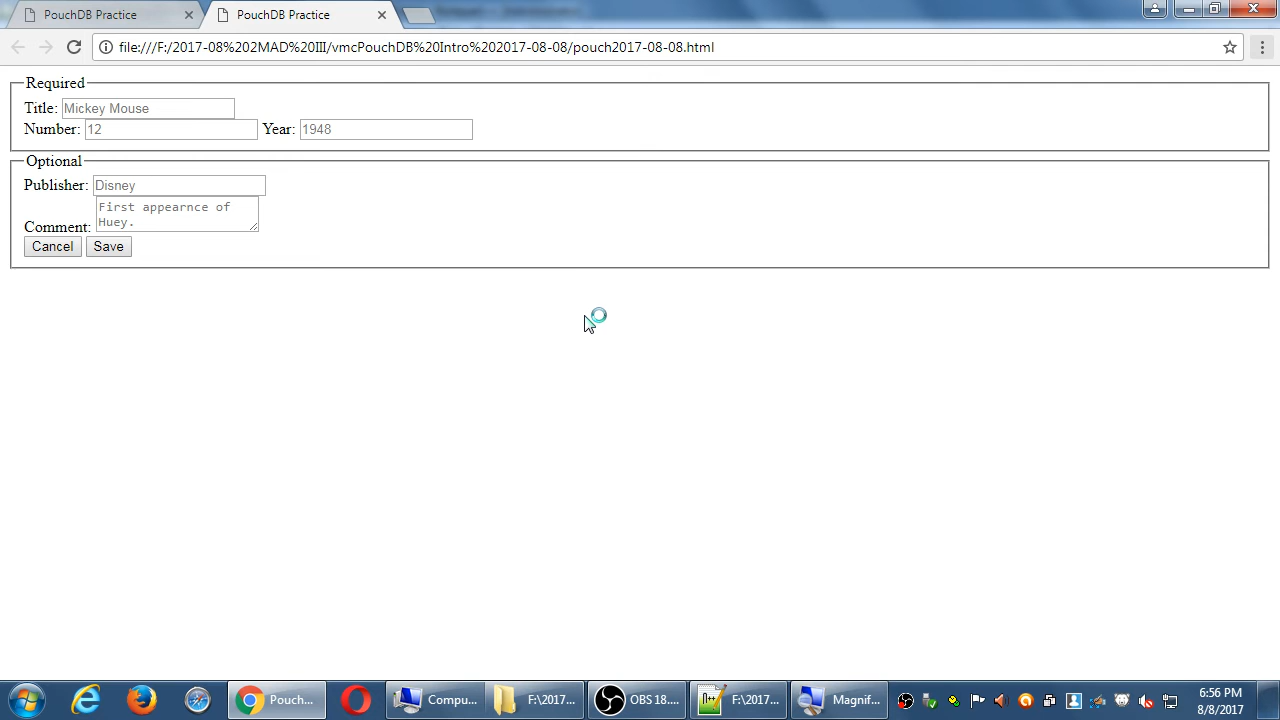 PouchDB Practice
PouchDB Practice
file:///F:/2017-08%202MAD%20III/vmcPouchDB%20Intro%202017-08-08/pouch2017-08-08.html
Required
Title: Mickey Mouse
Number: 12 Year: 1948
Optional
Publisher: Disney
First appearnce of
Huey.
Comment:
Cancel Save
Pouch... Compu... F:\2017... OBS 18.... F:\2017... Magnif...
6:56 PM
8/8/2017